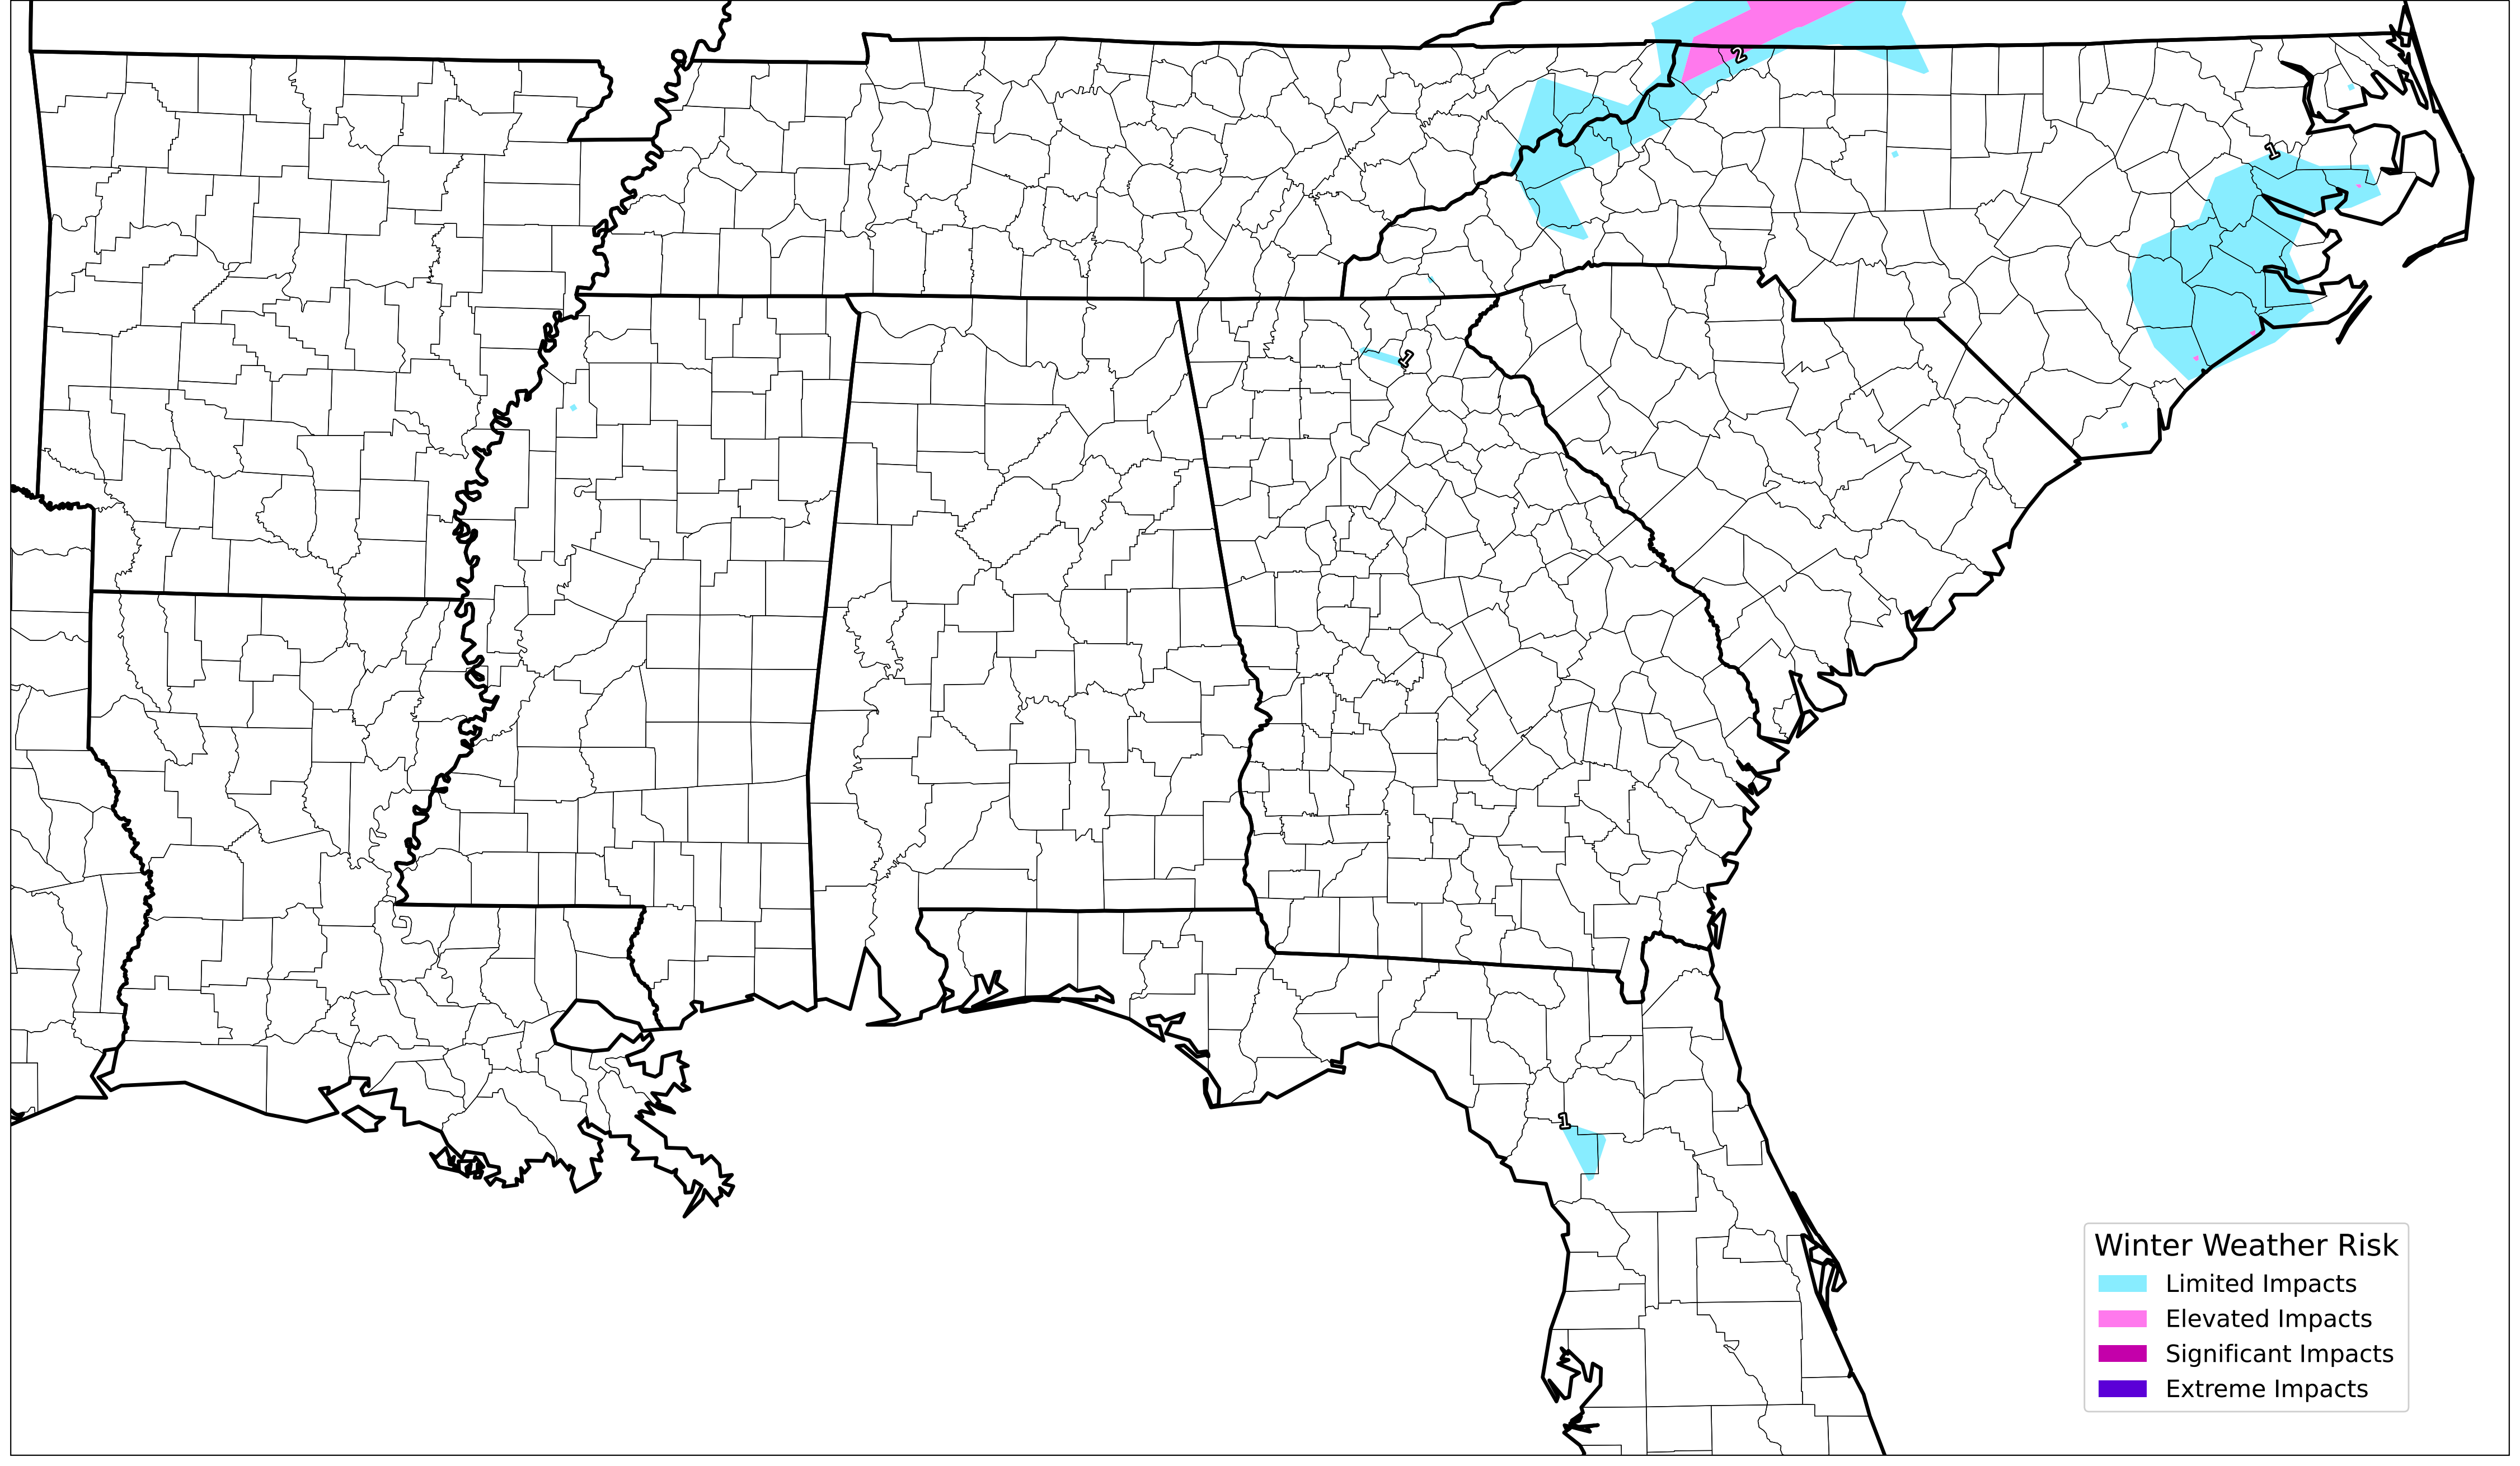 2
1
1
1
Winter Weather Risk
Limited Impacts
Elevated Impacts
Significant Impacts
Extreme Impacts